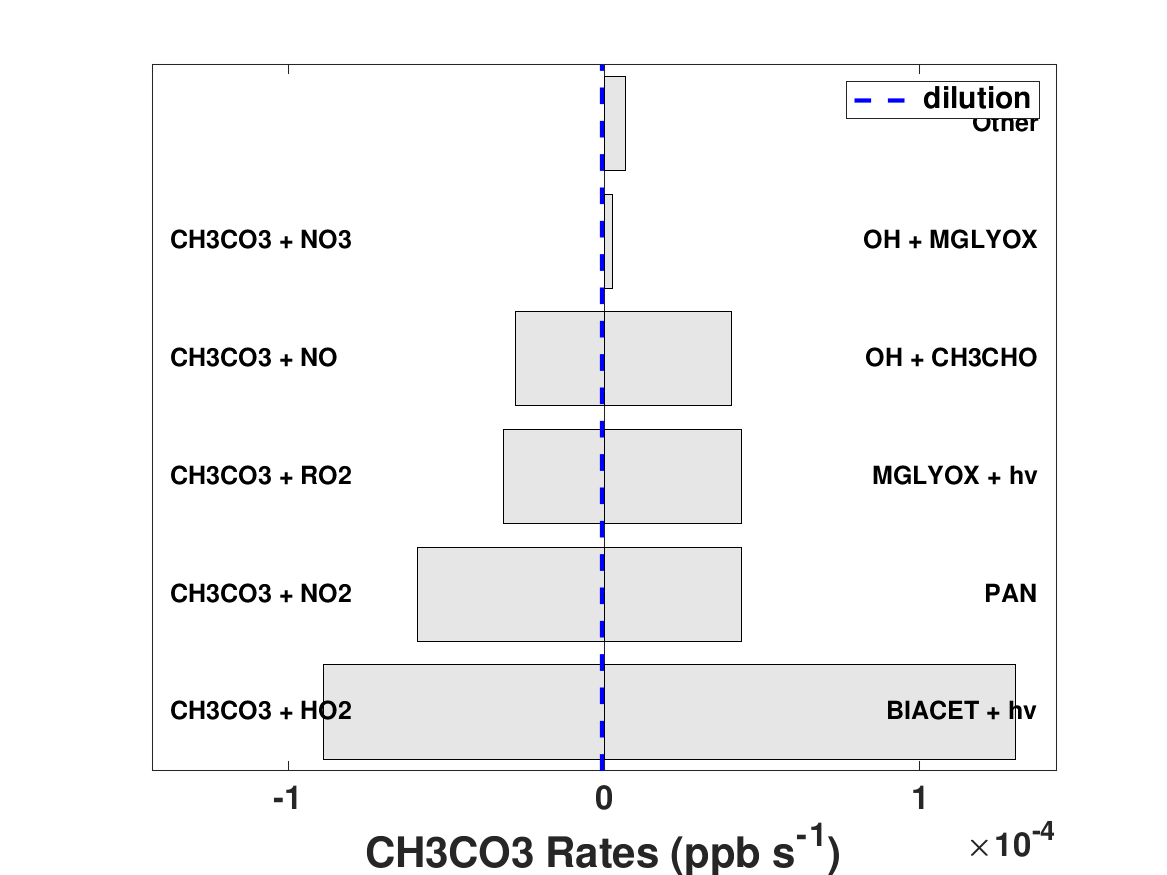 dilution
Other
CH3CO3 + NO3
OH + MGLYOX
CH3CO3 + NO
OH + CH3CHO
CH3CO3 + RO2
MGLYOX + hv
CH3CO3 + NO2
PAN
CH3CO3 + HO2
BIACET + hv
-1 0 1
×10⁻⁴
CH3CO3 Rates (ppb s⁻¹)